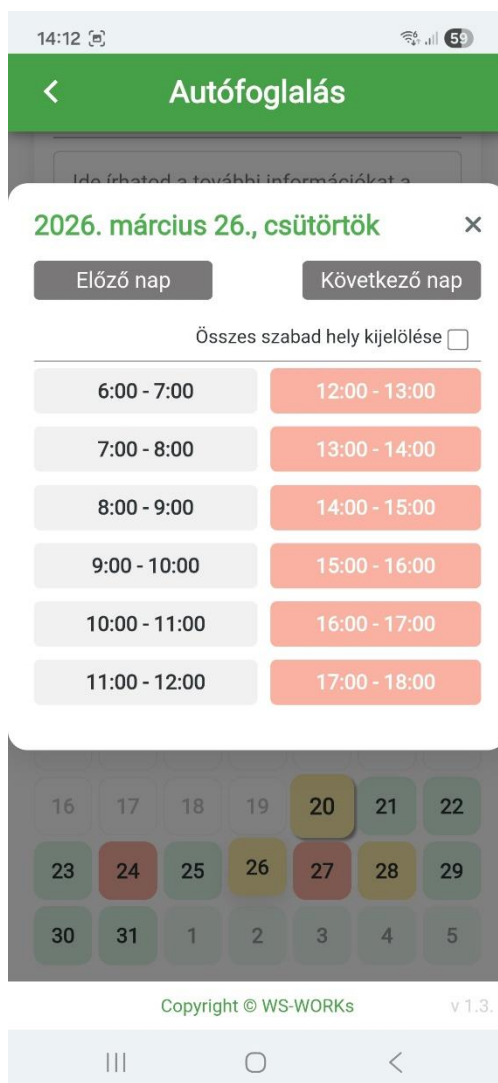 14:12
59
Autófoglalás
Ide írhatod a további információkat a
2026. március 26., csütörtök
Előző nap
Következő nap
Összes szabad hely kijelölése
6:00 - 7:00
12:00 - 13:00
7:00 - 8:00
13:00 - 14:00
8:00 - 9:00
14:00 - 15:00
9:00 - 10:00
15:00 - 16:00
10:00 - 11:00
16:00 - 17:00
11:00 - 12:00
17:00 - 18:00
16 17 18 19 20 21 22
23 24 25 26 27 28 29
30 31 1 2 3 4 5
Copyright © WS-WORKs
v 1.3.